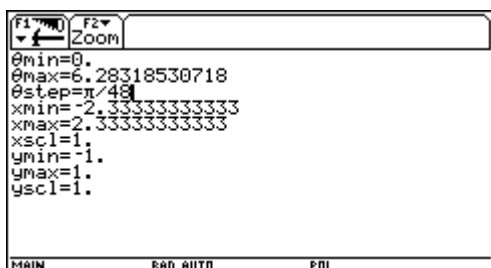 F1 F2
Zoom
θmin=0.
θmax=6.28318530718
θstep=π/48
xmin=-2.33333333333
xmax=2.33333333333
xscl=1.
ymin=-1.
ymax=1.
yscl=1.
MAIN RAD AUTO POL